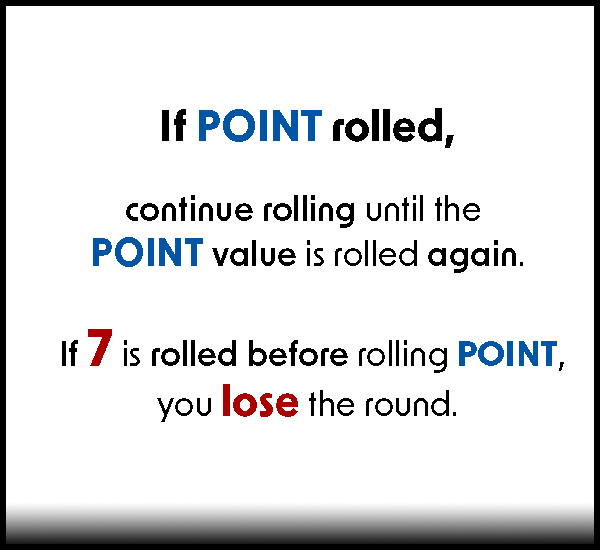 If POINT rolled,
continue rolling until the
POINT value is rolled again.
If 7 is rolled before rolling POINT,
you lose the round.